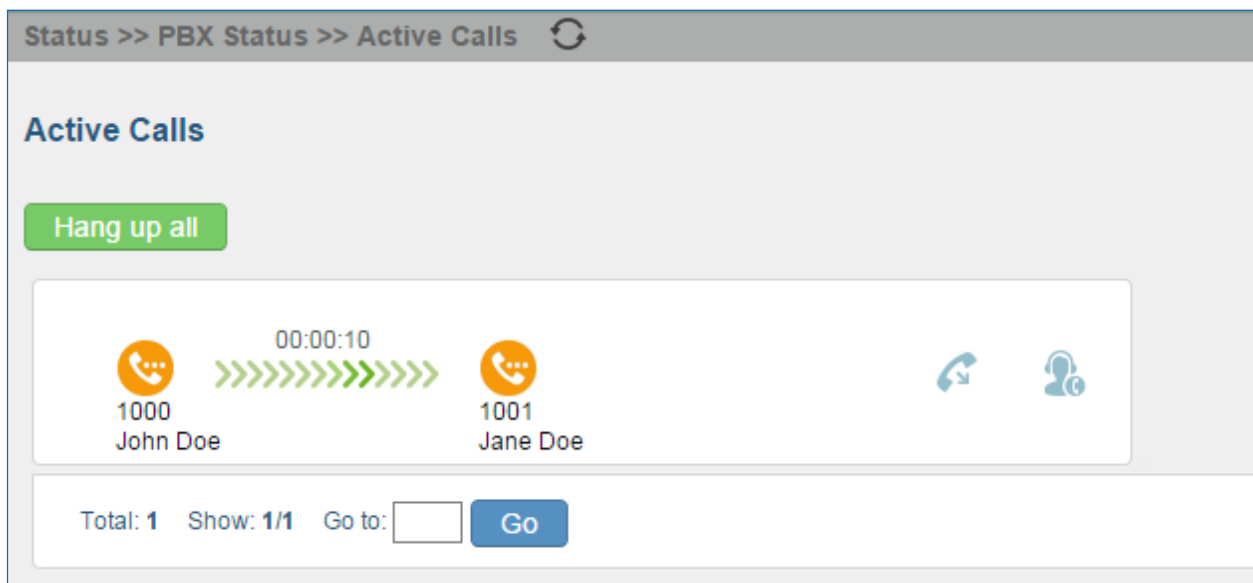 Status >> PBX Status >> Active Calls
Active Calls
Hang up all
00:00:10
1000 1001
John Doe Jane Doe
Total: 1 Show: 1/1 Go to: Go